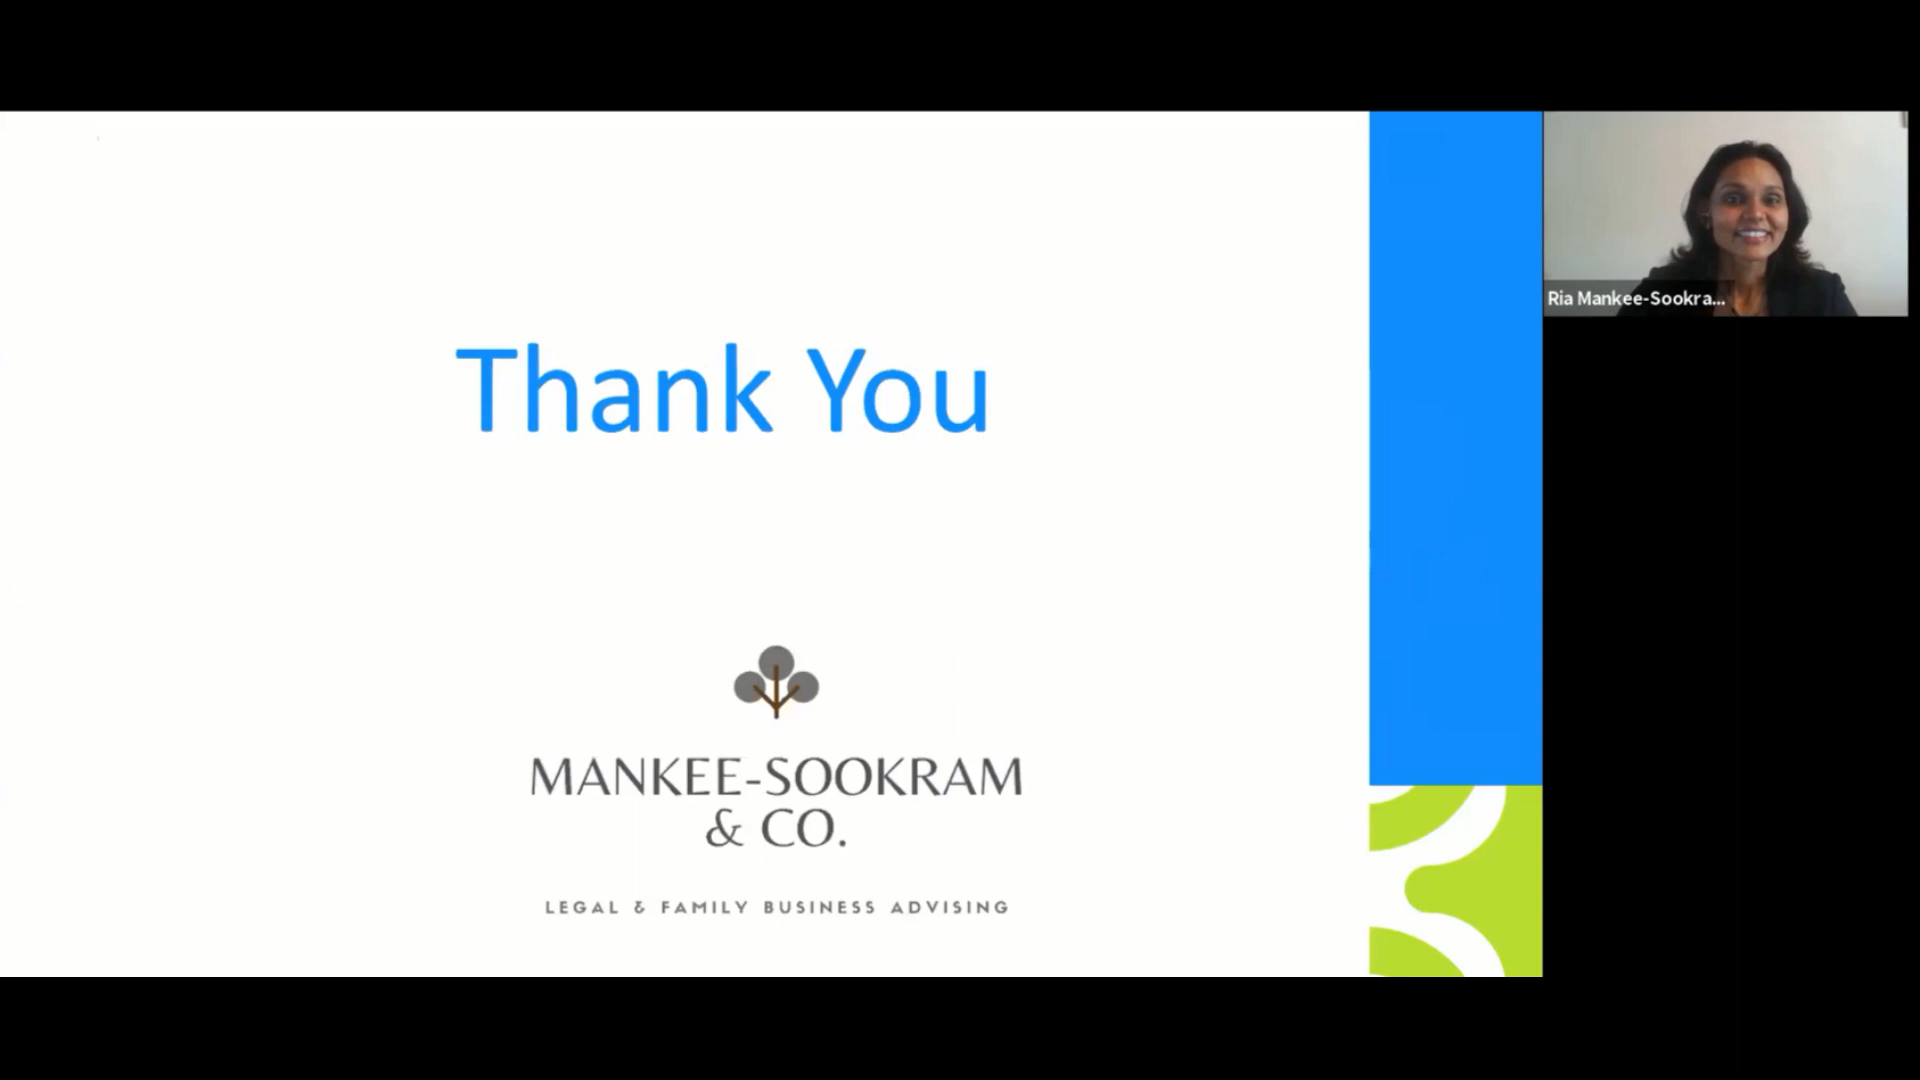 Thank You
MANKEE-SOOKRAM
& CO.
LEGAL & FAMILY BUSINESS ADVISING
Ria Mankee-Sookra...